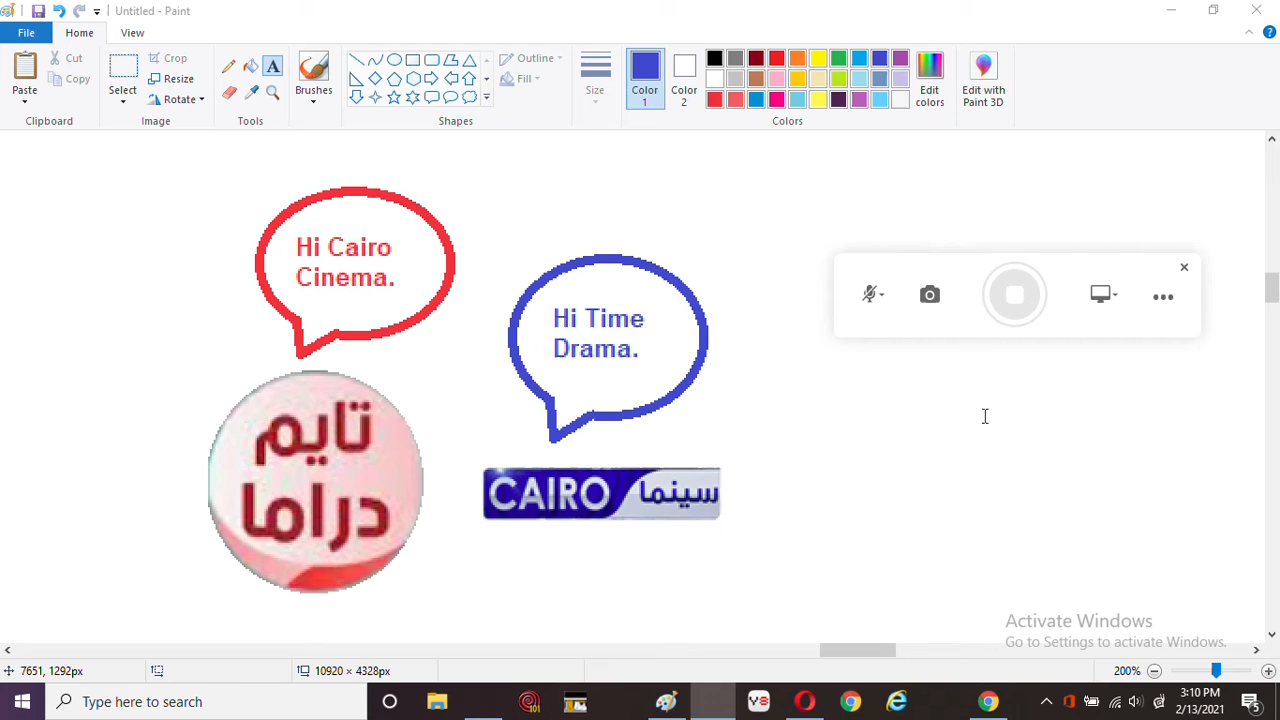 Untitled - Paint
File
Home
View
Paste
Cut
Copy
Clipboard
Select
Crop
Resize
Rotate
Image
A
Tools
Brushes
Shapes
Outline
Fill
Size
Color 1
Color 2
Colors
Edit colors
Edit with Paint 3D
Hi Cairo
Cinema.
Hi Time
Drama.
تايم
دراما
CAIRO سينما
Activate Windows
Go to Settings to activate Windows.
7651, 1292px
10920 × 4328px
200%
Type here to search
101
Y8
3:10 PM
2/13/2021
5